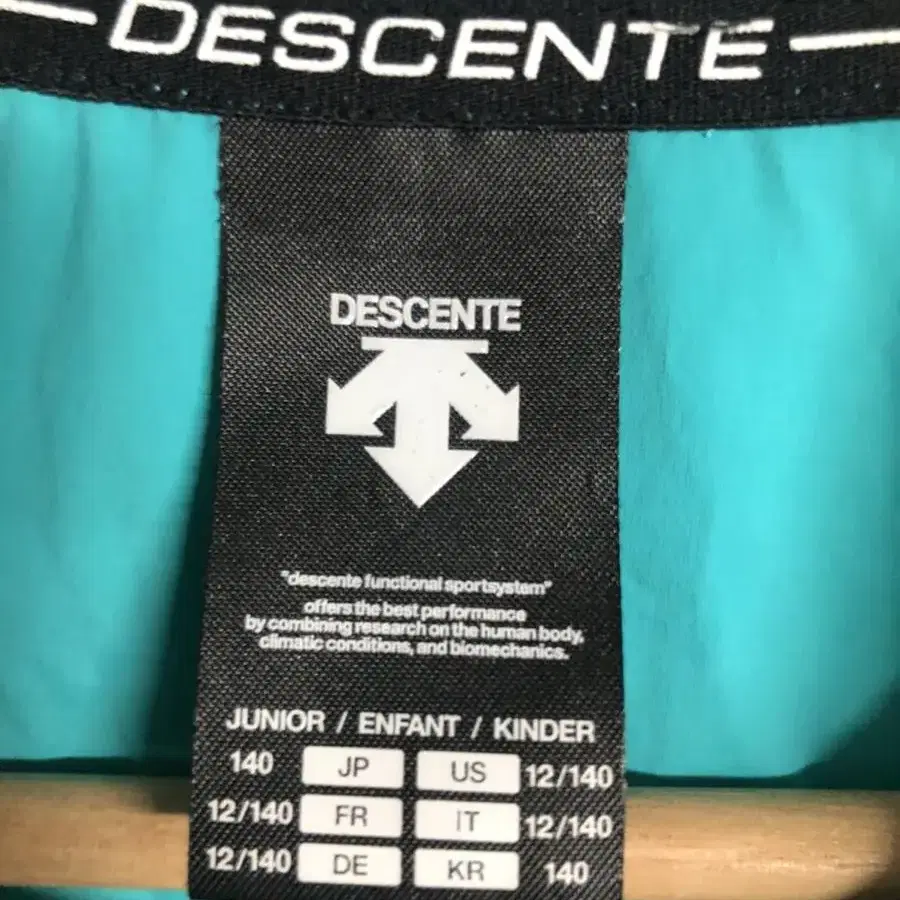 DESCENTE
DESCENTE
"descente functional sportsystem"
offers the best performance
by combining research on the human body,
climatic conditions, and biomechanics.
JUNIOR / ENFANT / KINDER
140 JP US 12/140
12/140 FR IT 12/140
12/140 DE KR 140